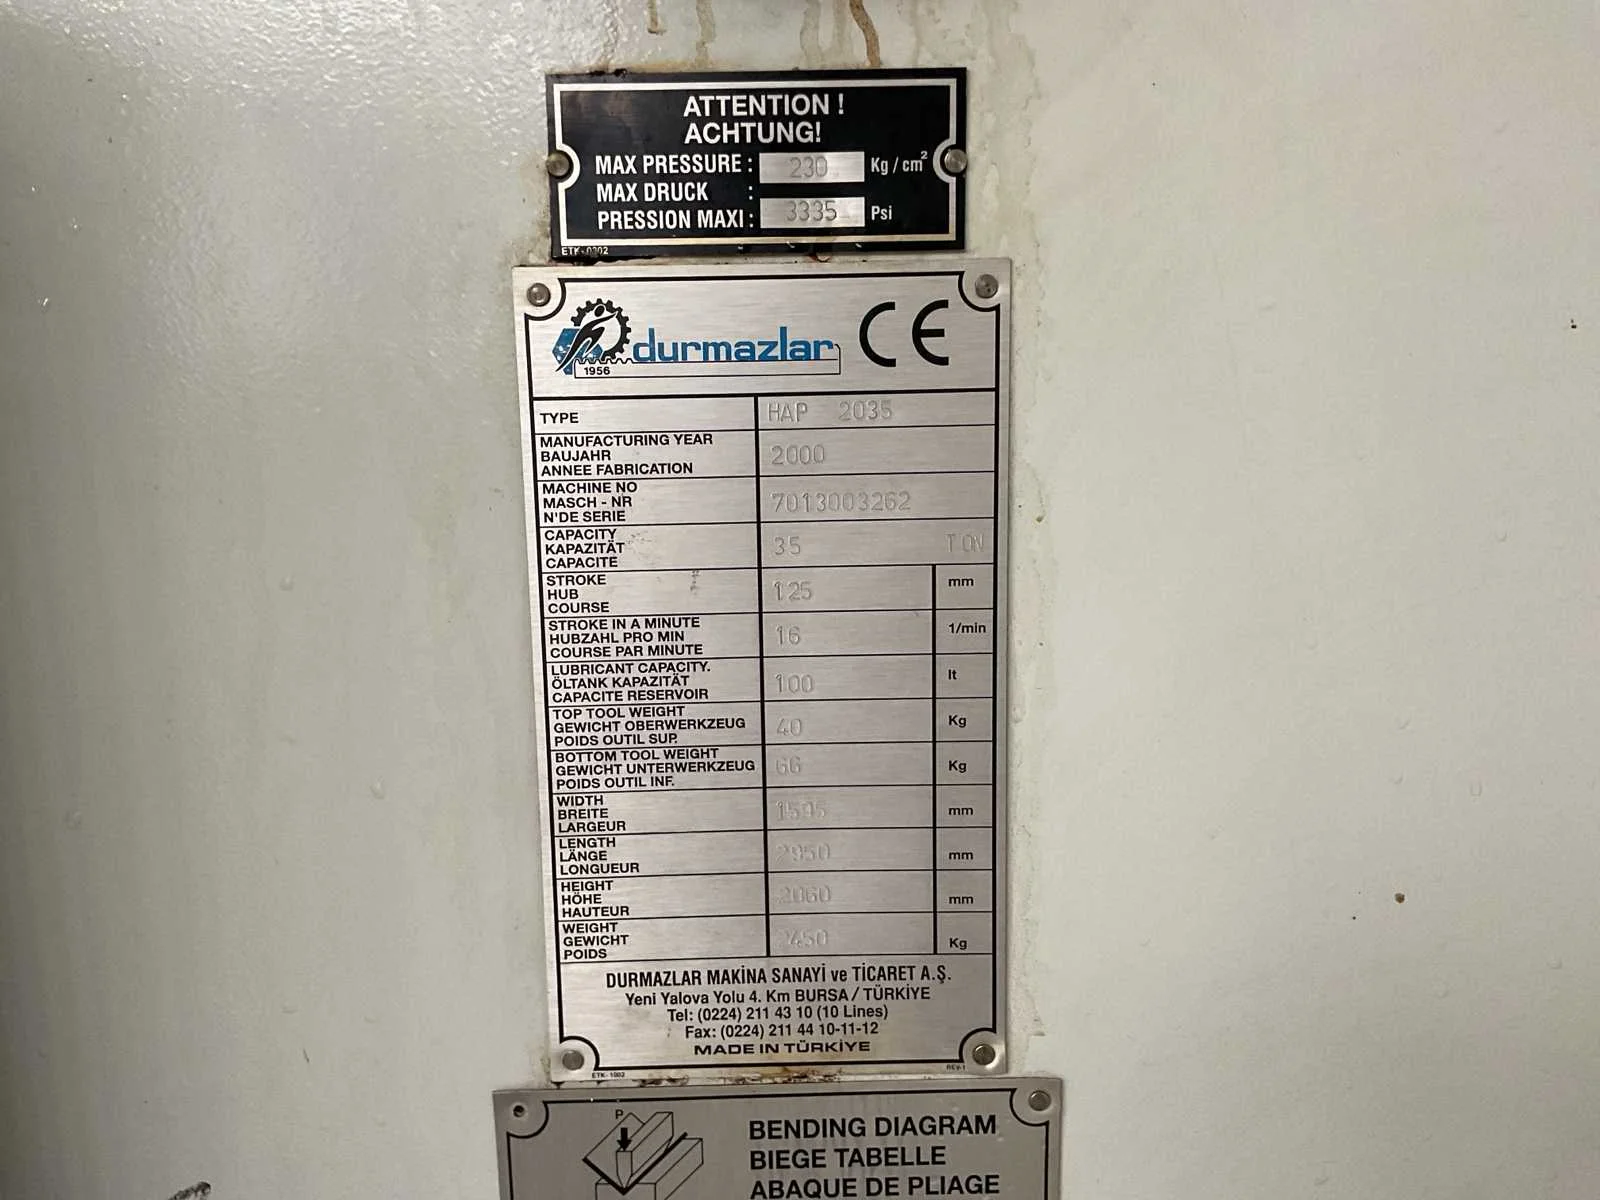 ATTENTION !
ACHTUNG!
MAX PRESSURE : 230 Kg / cm²
MAX DRUCK :
PRESSION MAXI : 3335 Psi
ETK-0002
durmazlar CE
1956
TYPE HAP 2035
MANUFACTURING YEAR
BAUJAHR 2000
ANNEE FABRICATION
MACHINE NO
MASCH - NR 7013003262
N'DE SERIE
CAPACITY
KAPAZITÄT 35 TON
CAPACITE
STROKE
HUB 125 mm
COURSE
STROKE IN A MINUTE
HUBZAHL PRO MIN 16 1/min
COURSE PAR MINUTE
LUBRICANT CAPACITY.
ÖLTANK KAPAZITÄT 100 lt
CAPACITE RESERVOIR
TOP TOOL WEIGHT
GEWICHT OBERWERKZEUG 40 Kg
POIDS OUTIL SUP.
BOTTOM TOOL WEIGHT
GEWICHT UNTERWERKZEUG 66 Kg
POIDS OUTIL INF.
WIDTH
BREITE 1595 mm
LARGEUR
LENGTH
LÄNGE 2950 mm
LONGUEUR
HEIGHT
HÖHE 2060 mm
HAUTEUR
WEIGHT
GEWICHT 2450 Kg
POIDS
DURMAZLAR MAKİNA SANAYİ ve TİCARET A.Ş.
Yeni Yalova Yolu 4. Km BURSA / TÜRKİYE
Tel: (0224) 211 43 10 (10 Lines)
Fax: (0224) 211 44 10-11-12
MADE IN TÜRKİYE
ETK- 1002 REV-1
P
BENDING DIAGRAM
BIEGE TABELLE
ABAQUE DE PLIAGE